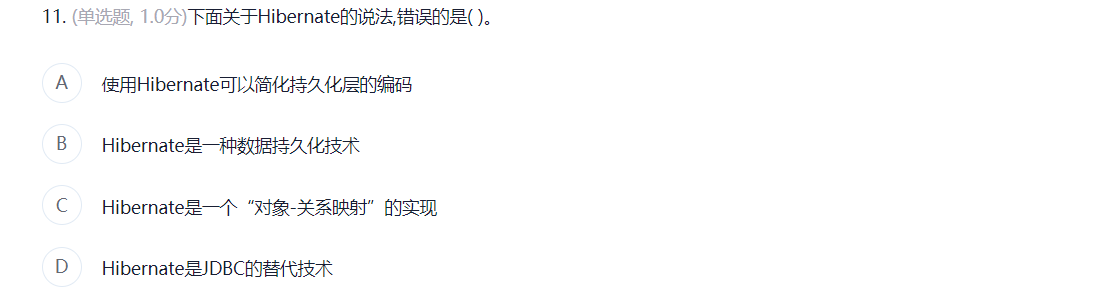 11. (单选题, 1.0分)下面关于Hibernate的说法,错误的是( )。
A 使用Hibernate可以简化持久化层的编码
B Hibernate是一种数据持久化技术
C Hibernate是一个“对象-关系映射”的实现
D Hibernate是JDBC的替代技术